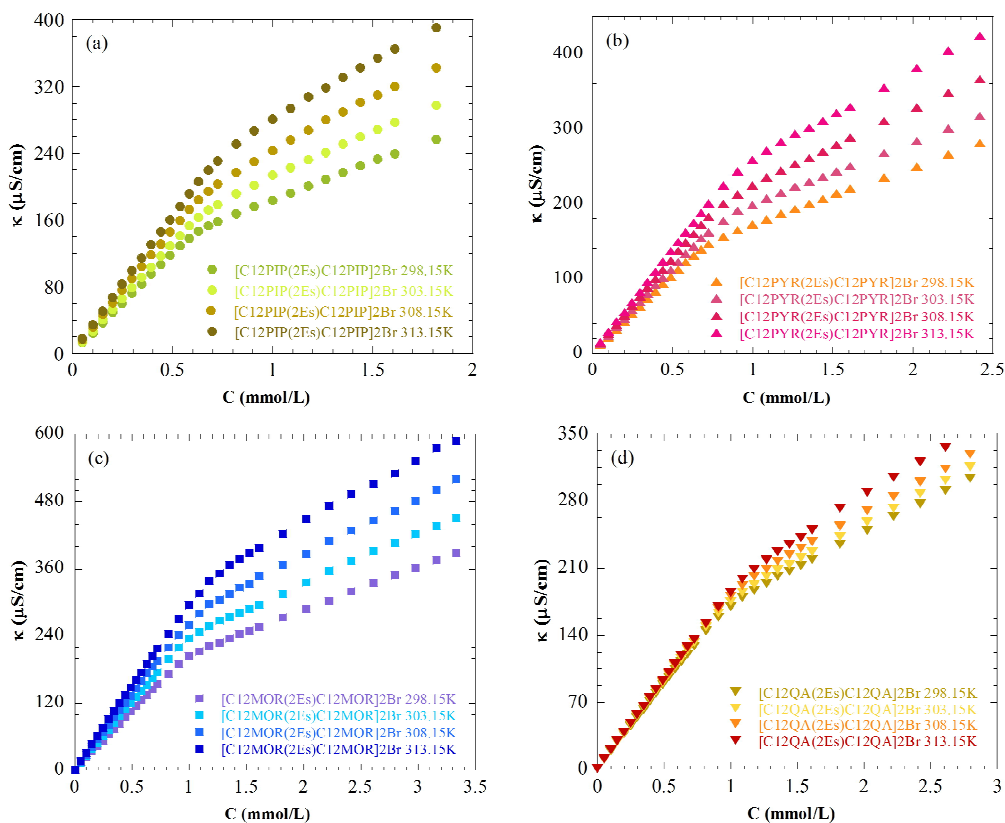 (a)
400
320
240
160
80
0
κ (µS/cm)
[C12PIP(2Es)C12PIP]2Br 298.15K
[C12PIP(2Es)C12PIP]2Br 303.15K
[C12PIP(2Es)C12PIP]2Br 308.15K
[C12PIP(2Es)C12PIP]2Br 313.15K
0 0.5 1 1.5 2
C (mmol/L)
(b)
400
300
200
100
0
κ (µS/cm)
[C12PYR(2Es)C12PYR]2Br 298.15K
[C12PYR(2Es)C12PYR]2Br 303.15K
[C12PYR(2Es)C12PYR]2Br 308.15K
[C12PYR(2Es)C12PYR]2Br 313.15K
0 0.5 1 1.5 2 2.5
C (mmol/L)
(c)
600
480
360
240
120
0
κ (µS/cm)
[C12MOR(2Es)C12MOR]2Br 298.15K
[C12MOR(2Es)C12MOR]2Br 303.15K
[C12MOR(2Es)C12MOR]2Br 308.15K
[C12MOR(2Es)C12MOR]2Br 313.15K
0 0.5 1 1.5 2 2.5 3 3.5
C (mmol/L)
(d)
350
280
210
140
70
0
κ (µS/cm)
[C12QA(2Es)C12QA]2Br 298.15K
[C12QA(2Es)C12QA]2Br 303.15K
[C12QA(2Es)C12QA]2Br 308.15K
[C12QA(2Es)C12QA]2Br 313.15K
0 0.5 1 1.5 2 2.5 3
C (mmol/L)